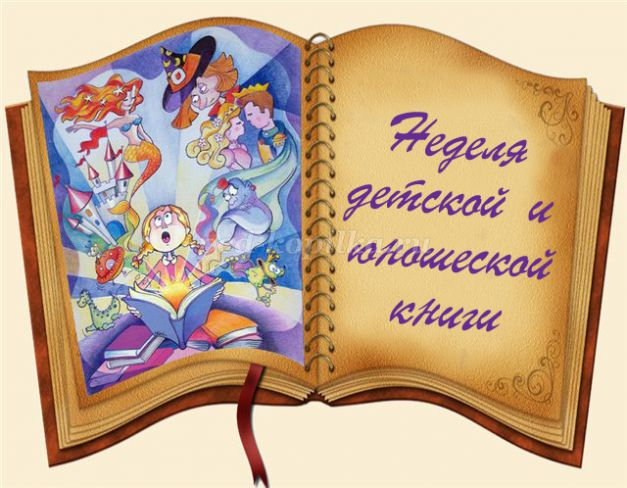 Неделя
детской и
юношеской
книги